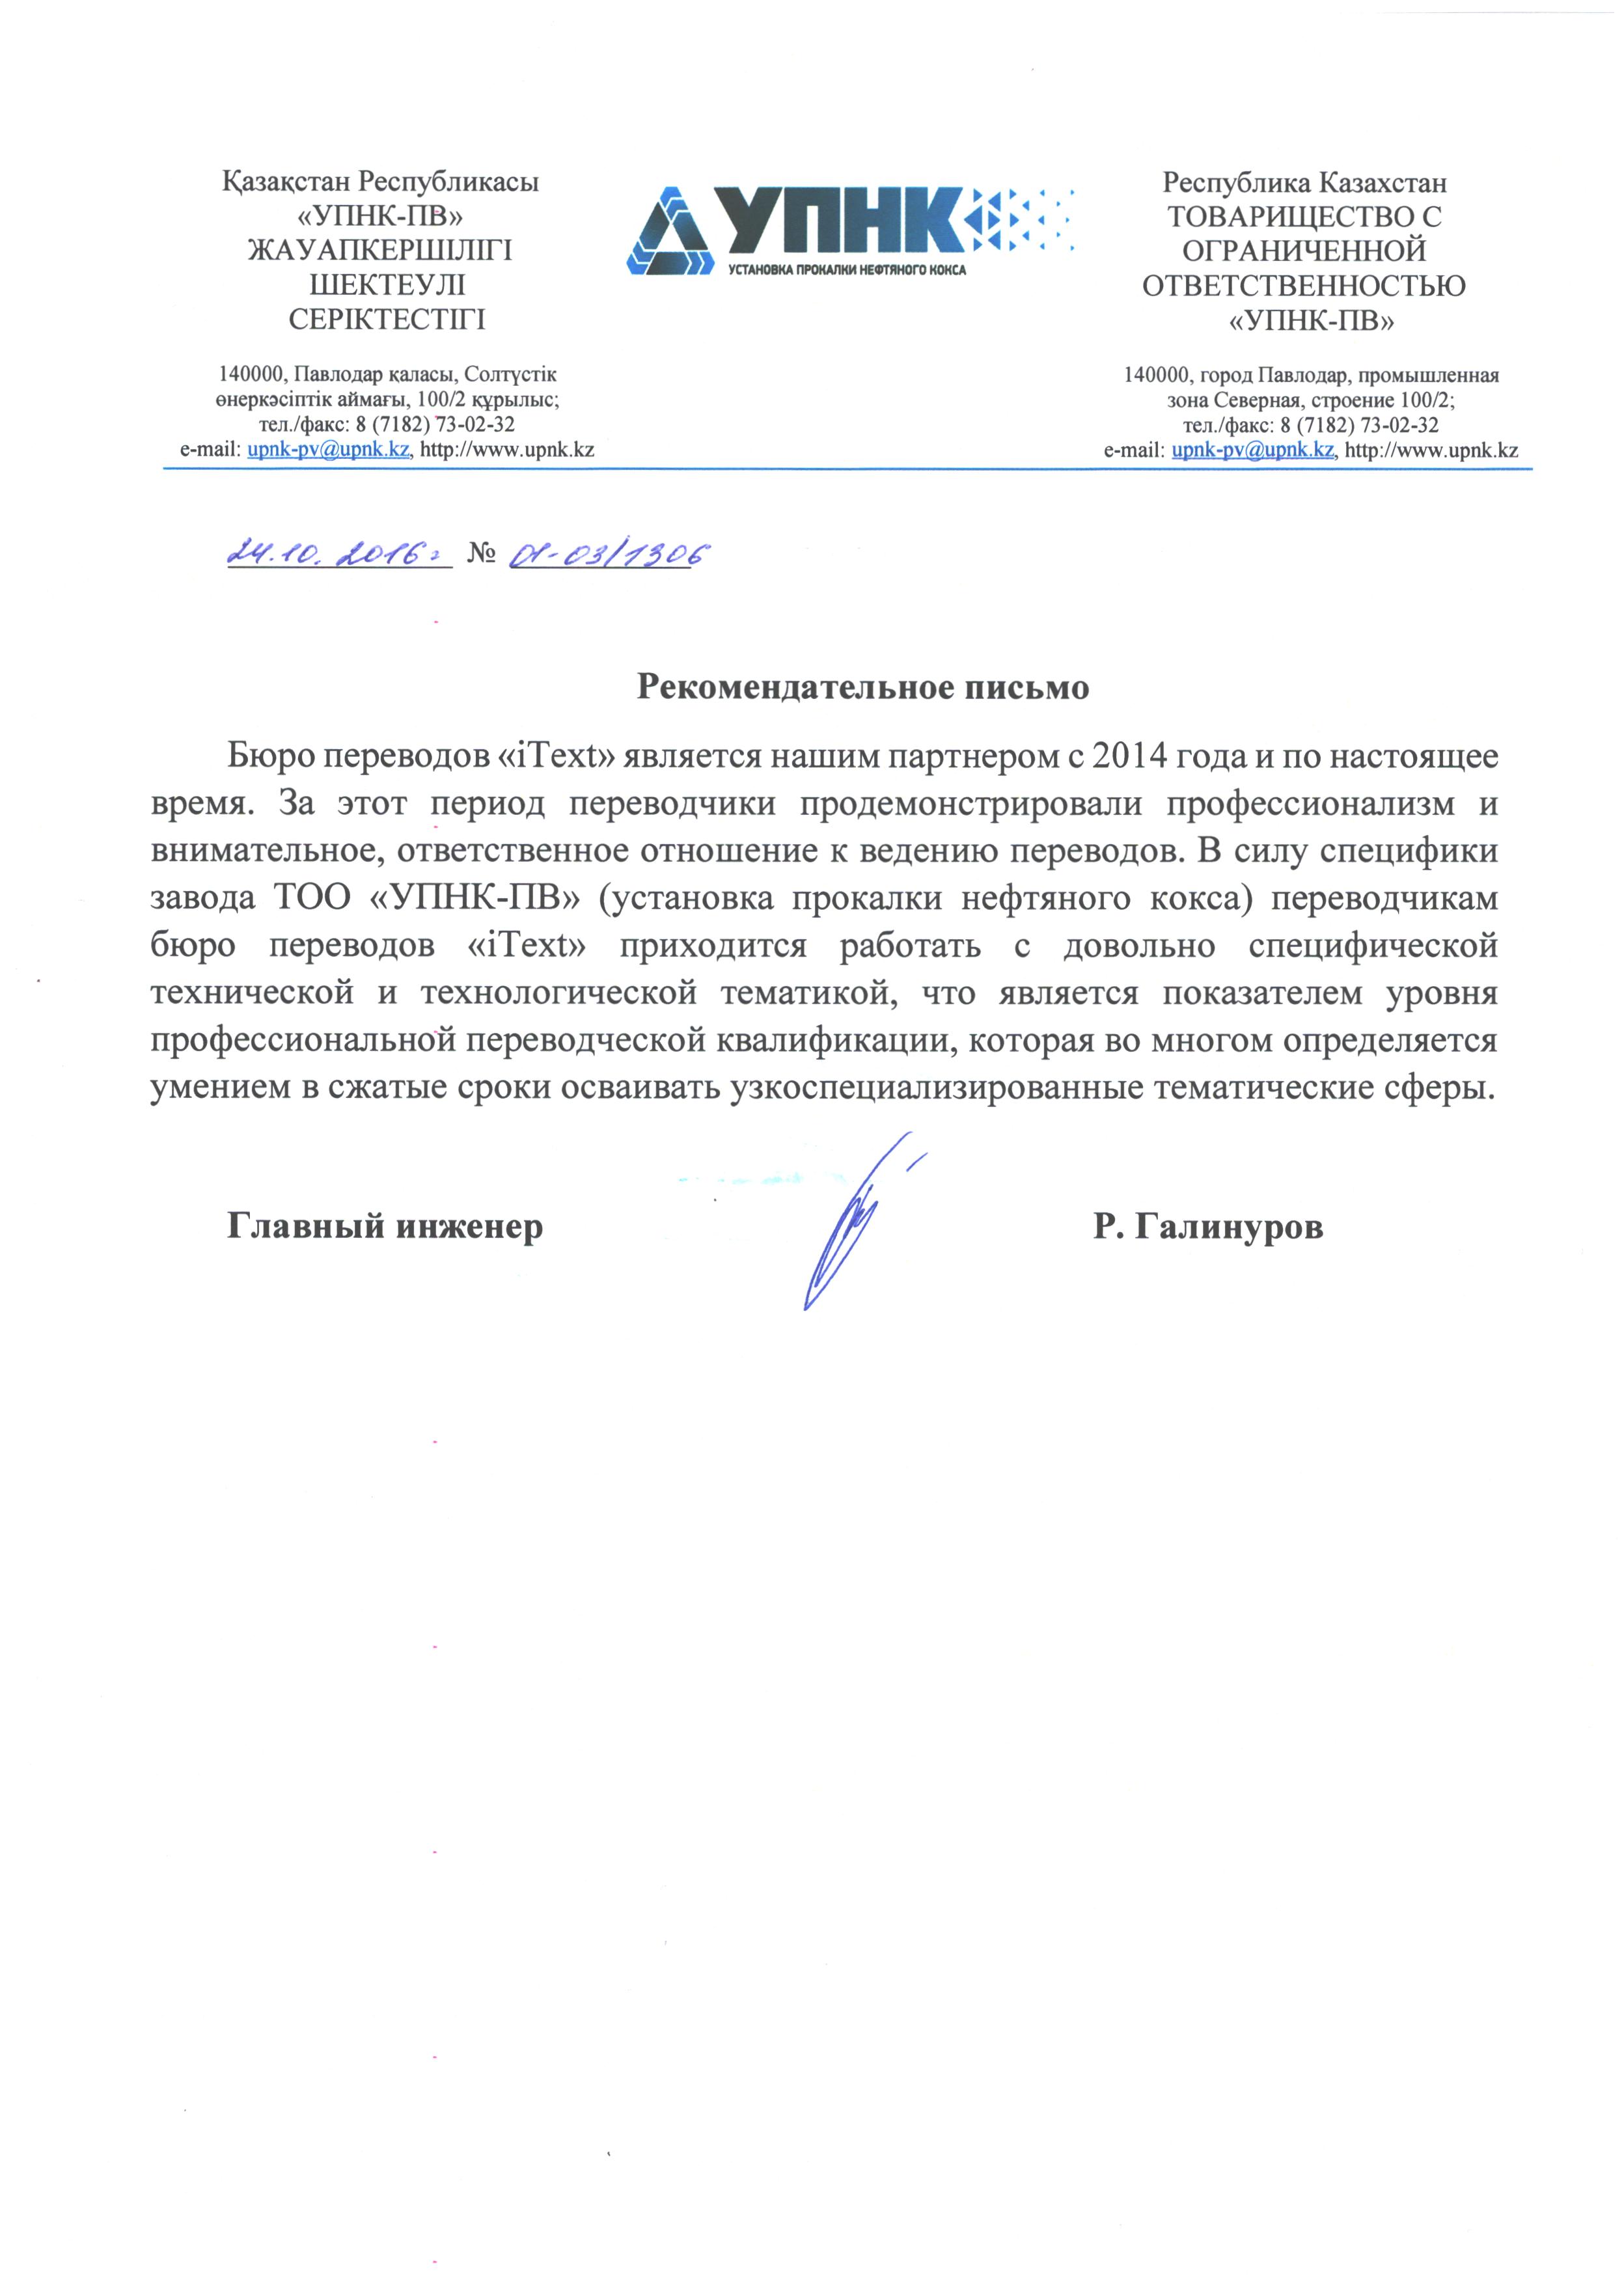 Қазақстан Республикасы
«УПНК-ПВ»
ЖАУАПКЕРШІЛІГІ
ШЕКТЕУЛІ
СЕРІКТЕСТІГІ
140000, Павлодар қаласы, Солтүстік
өнеркәсіптік аймағы, 100/2 құрылыс;
тел./факс: 8 (7182) 73-02-32
e-mail: upnk-pv@upnk.kz, http://www.upnk.kz
УПНК
УСТАНОВКА ПРОКАЛКИ НЕФТЯНОГО КОКСА
Республика Казахстан
ТОВАРИЩЕСТВО С
ОГРАНИЧЕННОЙ
ОТВЕТСТВЕННОСТЬЮ
«УПНК-ПВ»
140000, город Павлодар, промышленная
зона Северная, строение 100/2;
тел./факс: 8 (7182) 73-02-32
e-mail: upnk-pv@upnk.kz, http://www.upnk.kz
24.10. 2016 г № 01-03/1306
Рекомендательное письмо
Бюро переводов «iText» является нашим партнером с 2014 года и по настоящее
время. За этот период переводчики продемонстрировали профессионализм и
внимательное, ответственное отношение к ведению переводов. В силу специфики
завода ТОО «УПНК-ПВ» (установка прокалки нефтяного кокса) переводчикам
бюро переводов «iText» приходится работать с довольно специфической
технической и технологической тематикой, что является показателем уровня
профессиональной переводческой квалификации, которая во многом определяется
умением в сжатые сроки осваивать узкоспециализированные тематические сферы.
Главный инженер Р. Галинуров